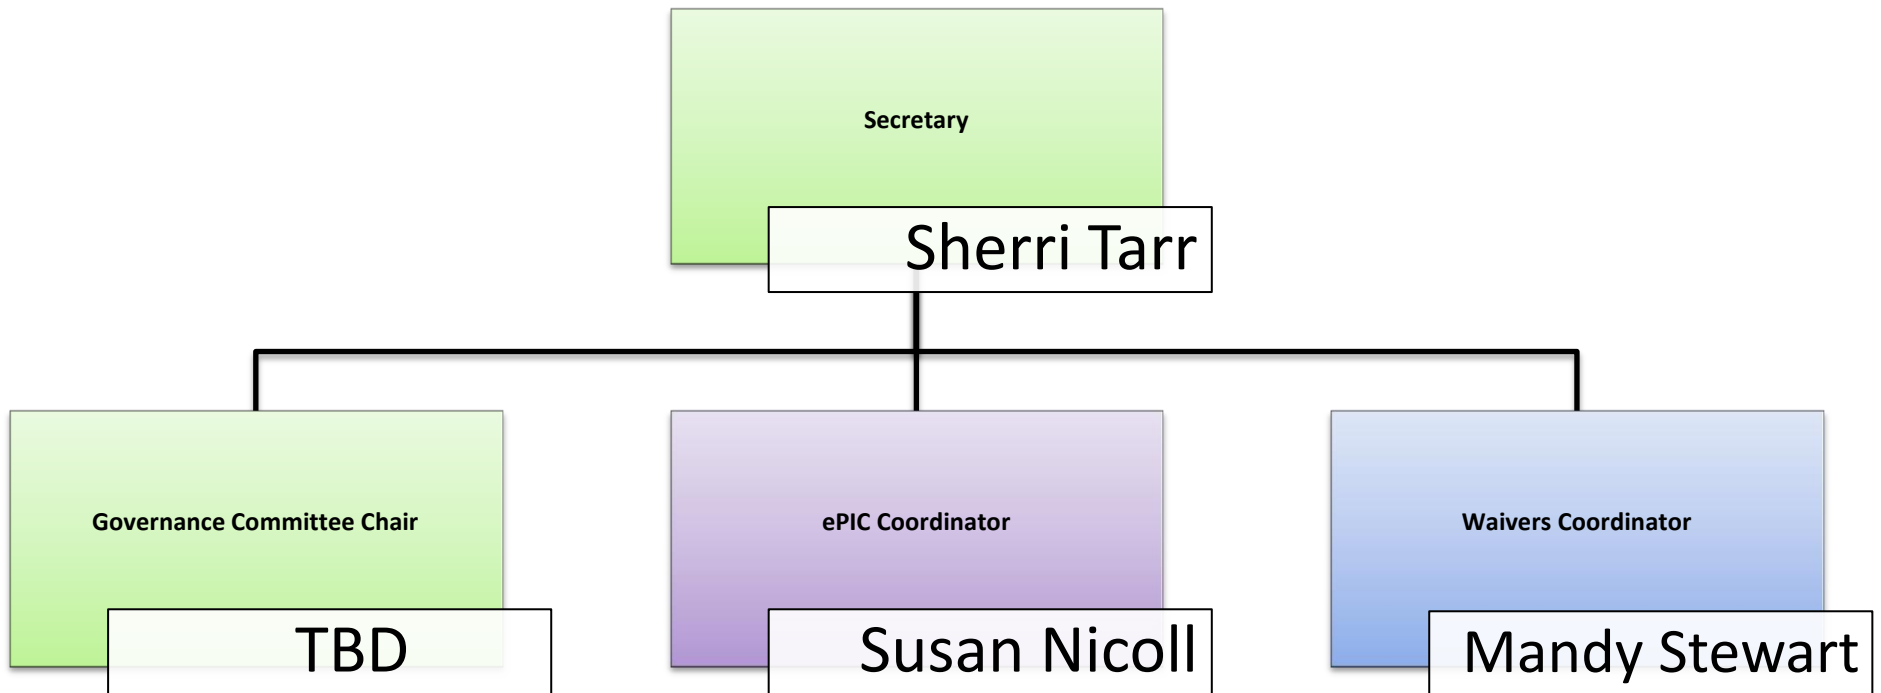 Secretary
Sherri Tarr
Governance Committee Chair
TBD
ePIC Coordinator
Susan Nicoll
Waivers Coordinator
Mandy Stewart